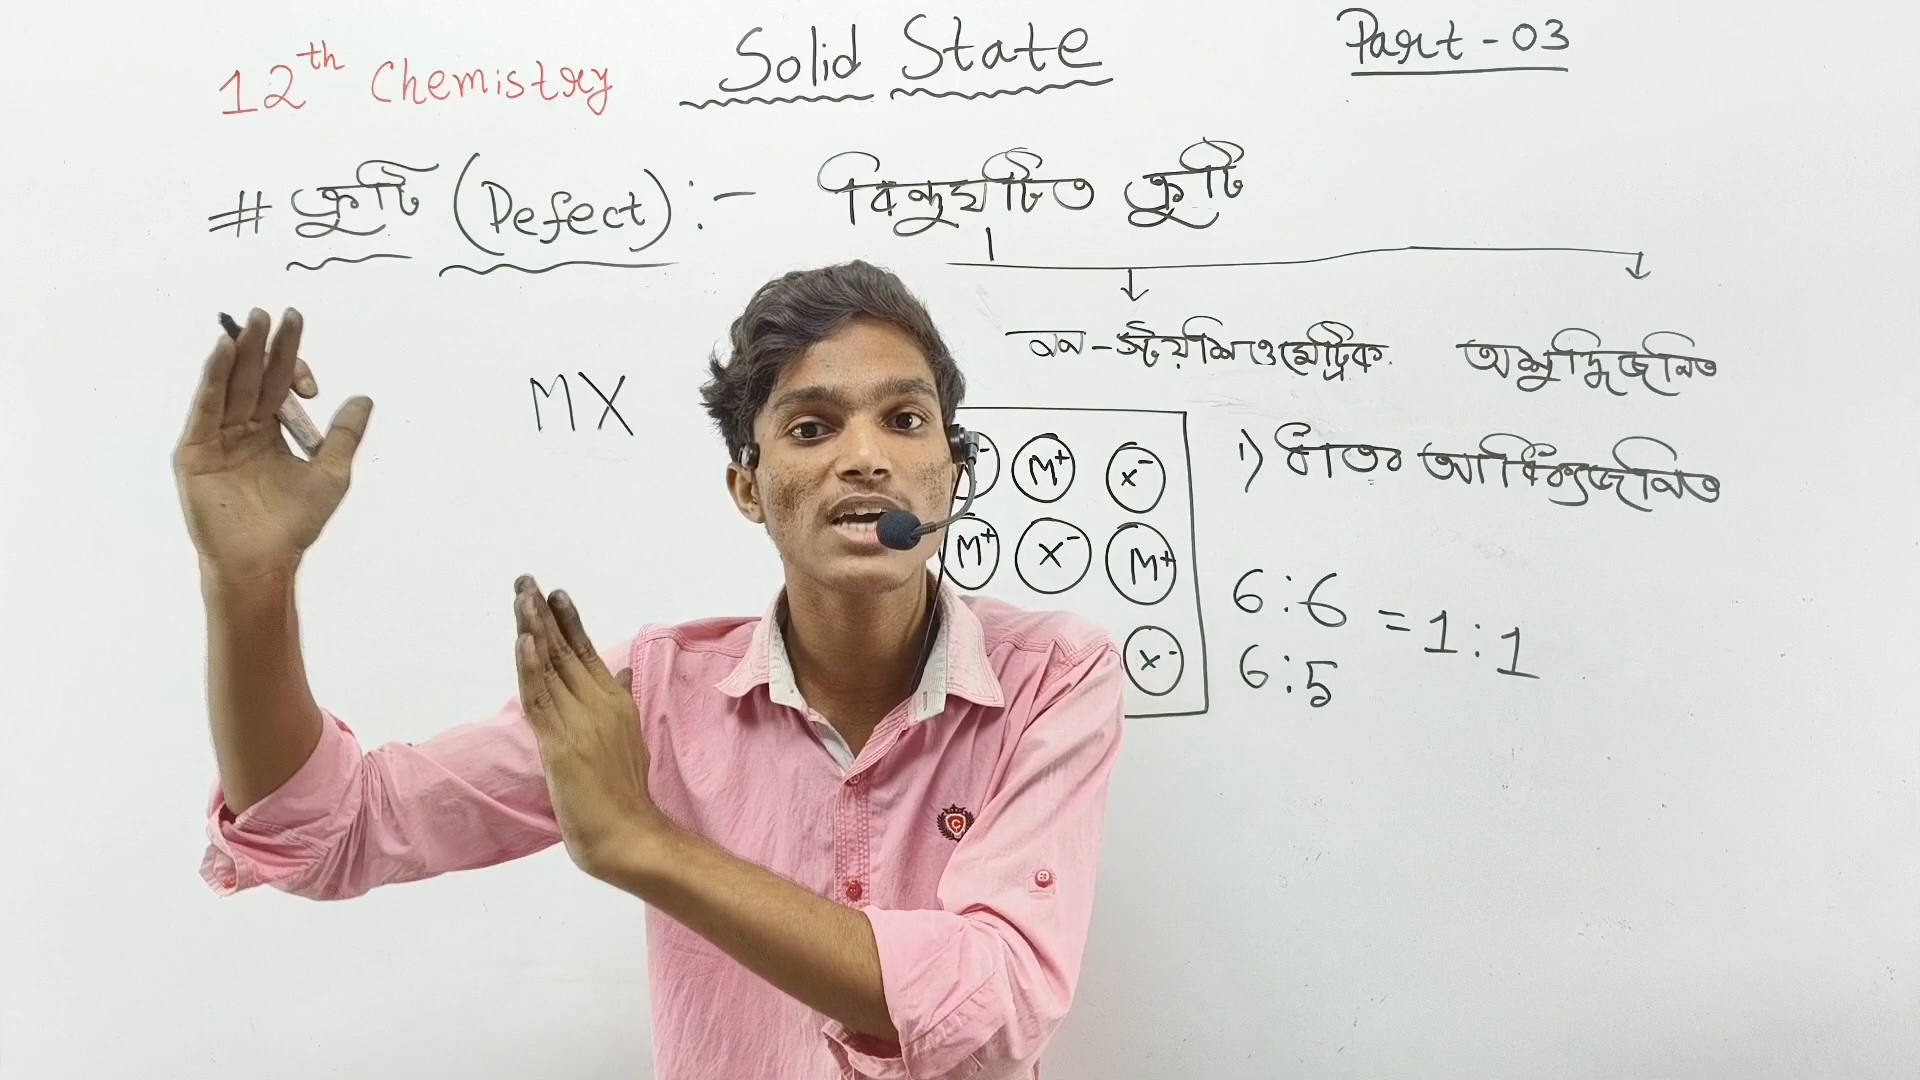 12th Chemistry Solid State Part-03
# ত্রুটি (Defect) :- বিন্দুঘটিত ত্রুটি
নন-স্টয়শিওমেট্রিক অশুদ্ধিজনিত
MX
M+ X-
1) ধাতব আধিক্যজনিত
M+ X- M+
6:6 = 1:1
X-
6:5